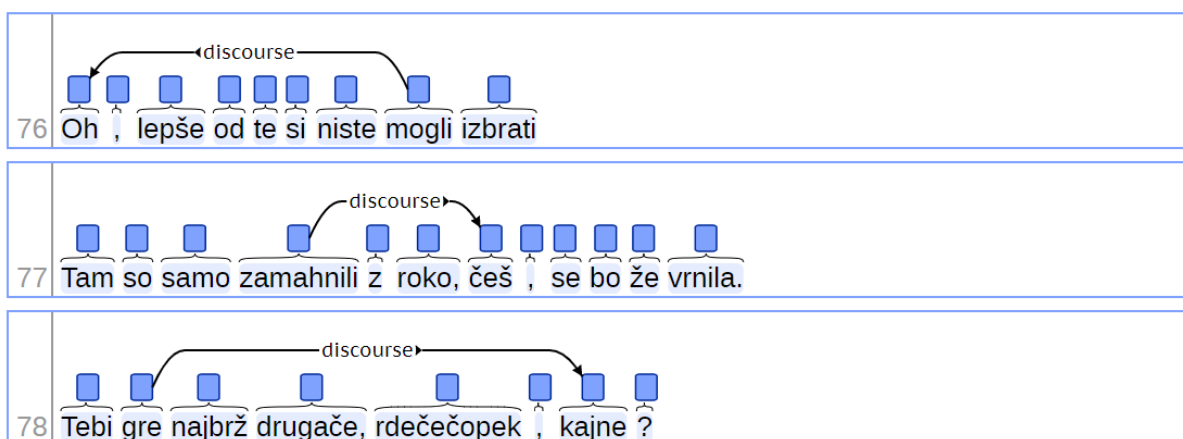 discourse
76 Oh , lepše od te si niste mogli izbrati
discourse
77 Tam so samo zamahnili z roko, češ , se bo že vrnila.
discourse
78 Tebi gre najbrž drugače, rdečečopek , kajne ?